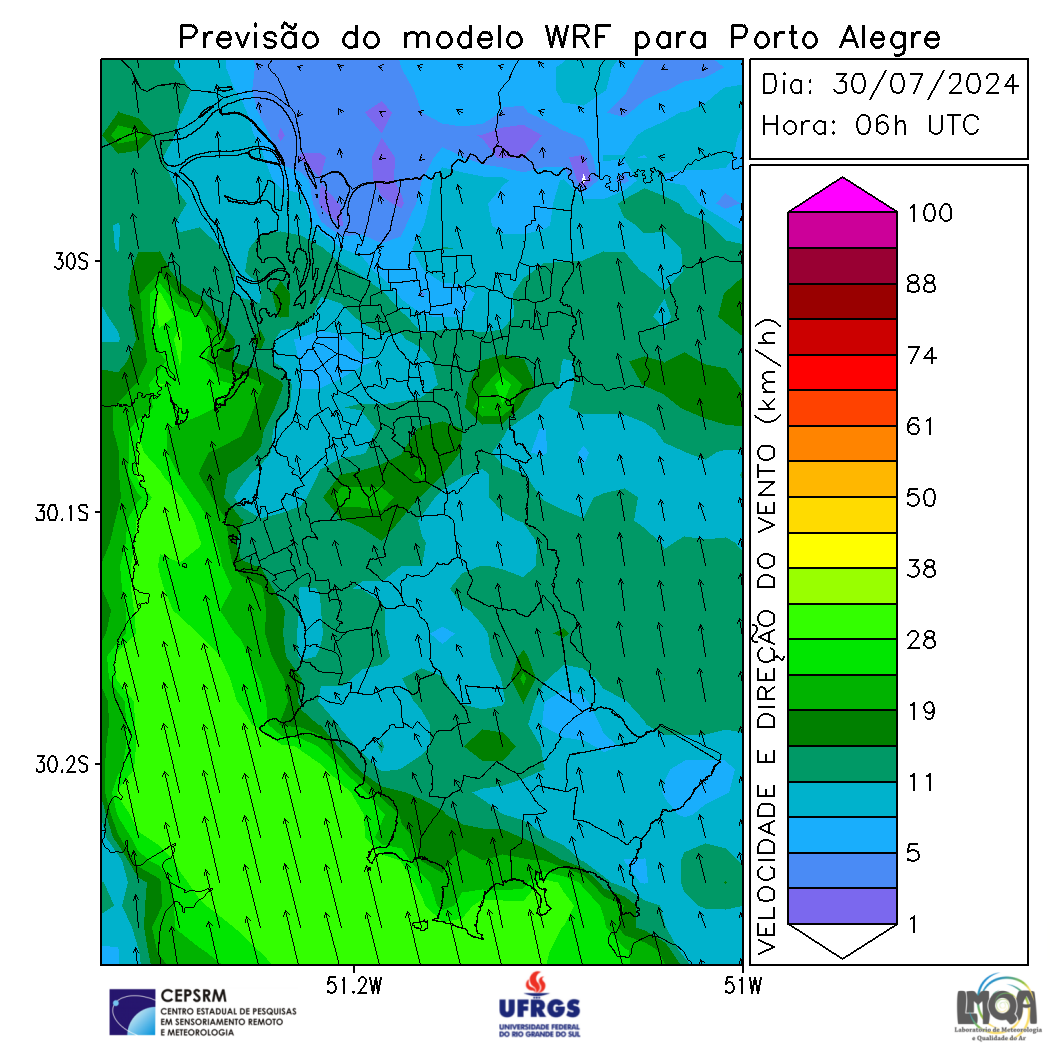 Previsão do modelo WRF para Porto Alegre
Dia: 30/07/2024
Hora: 06h UTC
30S
30.1S
30.2S
51.2W
51W
VELOCIDADE E DIREÇÃO DO VENTO (km/h)
100
88
74
61
50
38
28
19
11
5
1
CEPSRM
CENTRO ESTADUAL DE PESQUISAS
EM SENSORIAMENTO REMOTO
E METEOROLOGIA
UFRGS
UNIVERSIDADE FEDERAL
DO RIO GRANDE DO SUL
LMQA
Laboratório de Meteorologia
e Qualidade do Ar